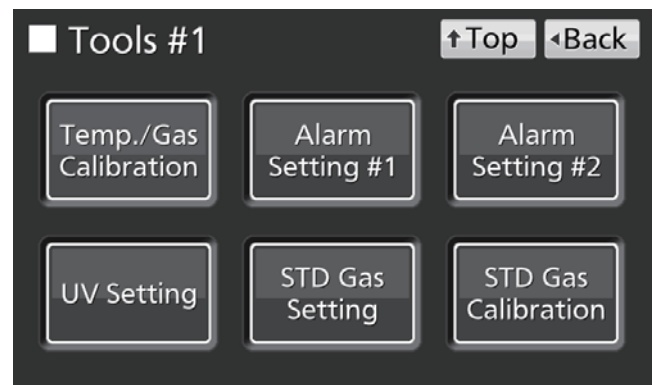 Tools #1
↑Top
◂Back
Temp./Gas
Calibration
Alarm
Setting #1
Alarm
Setting #2
UV Setting
STD Gas
Setting
STD Gas
Calibration